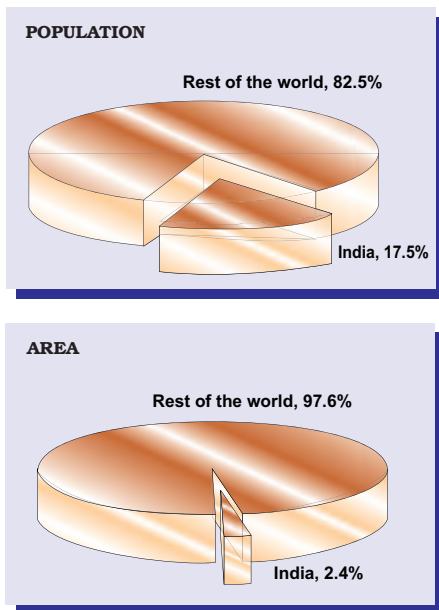 POPULATION
Rest of the world, 82.5%
India, 17.5%
AREA
Rest of the world, 97.6%
India, 2.4%